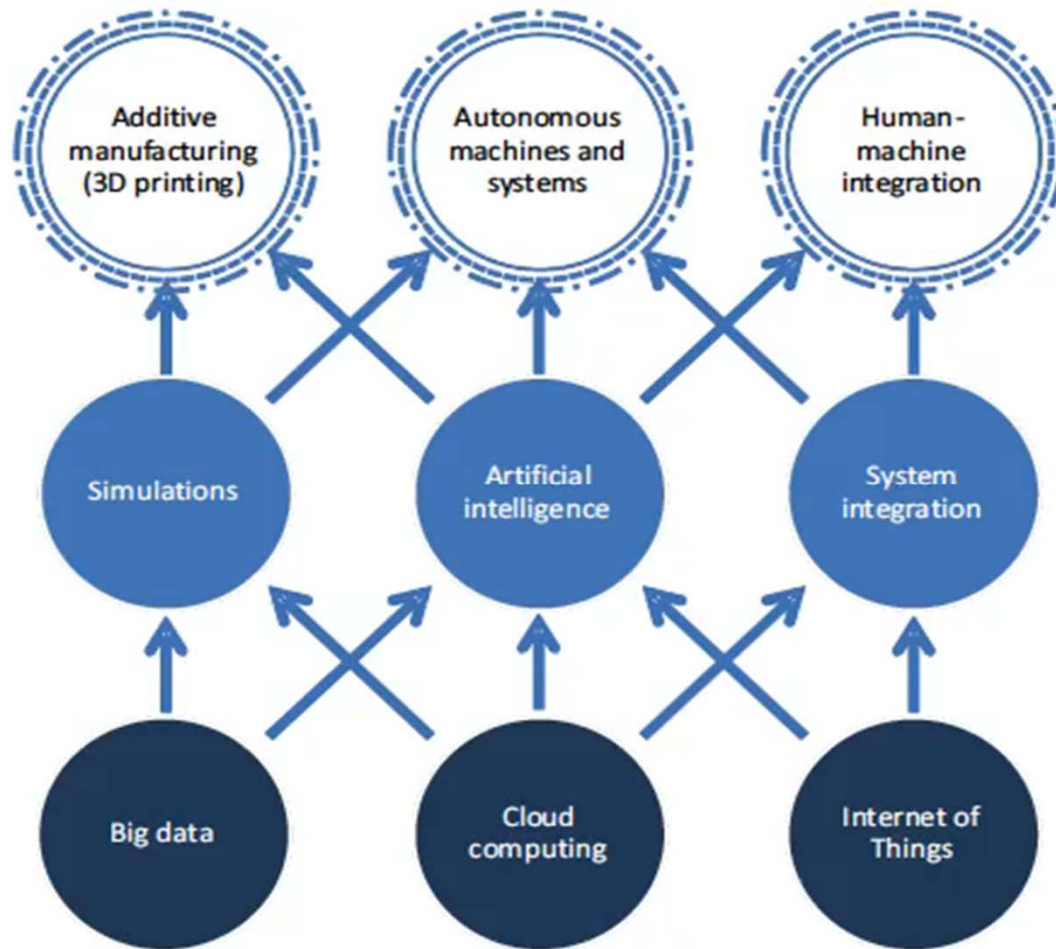 Additive
manufacturing
(3D printing)
Autonomous
machines and
systems
Human-
machine
integration
Simulations
Artificial
intelligence
System
integration
Big data
Cloud
computing
Internet of
Things